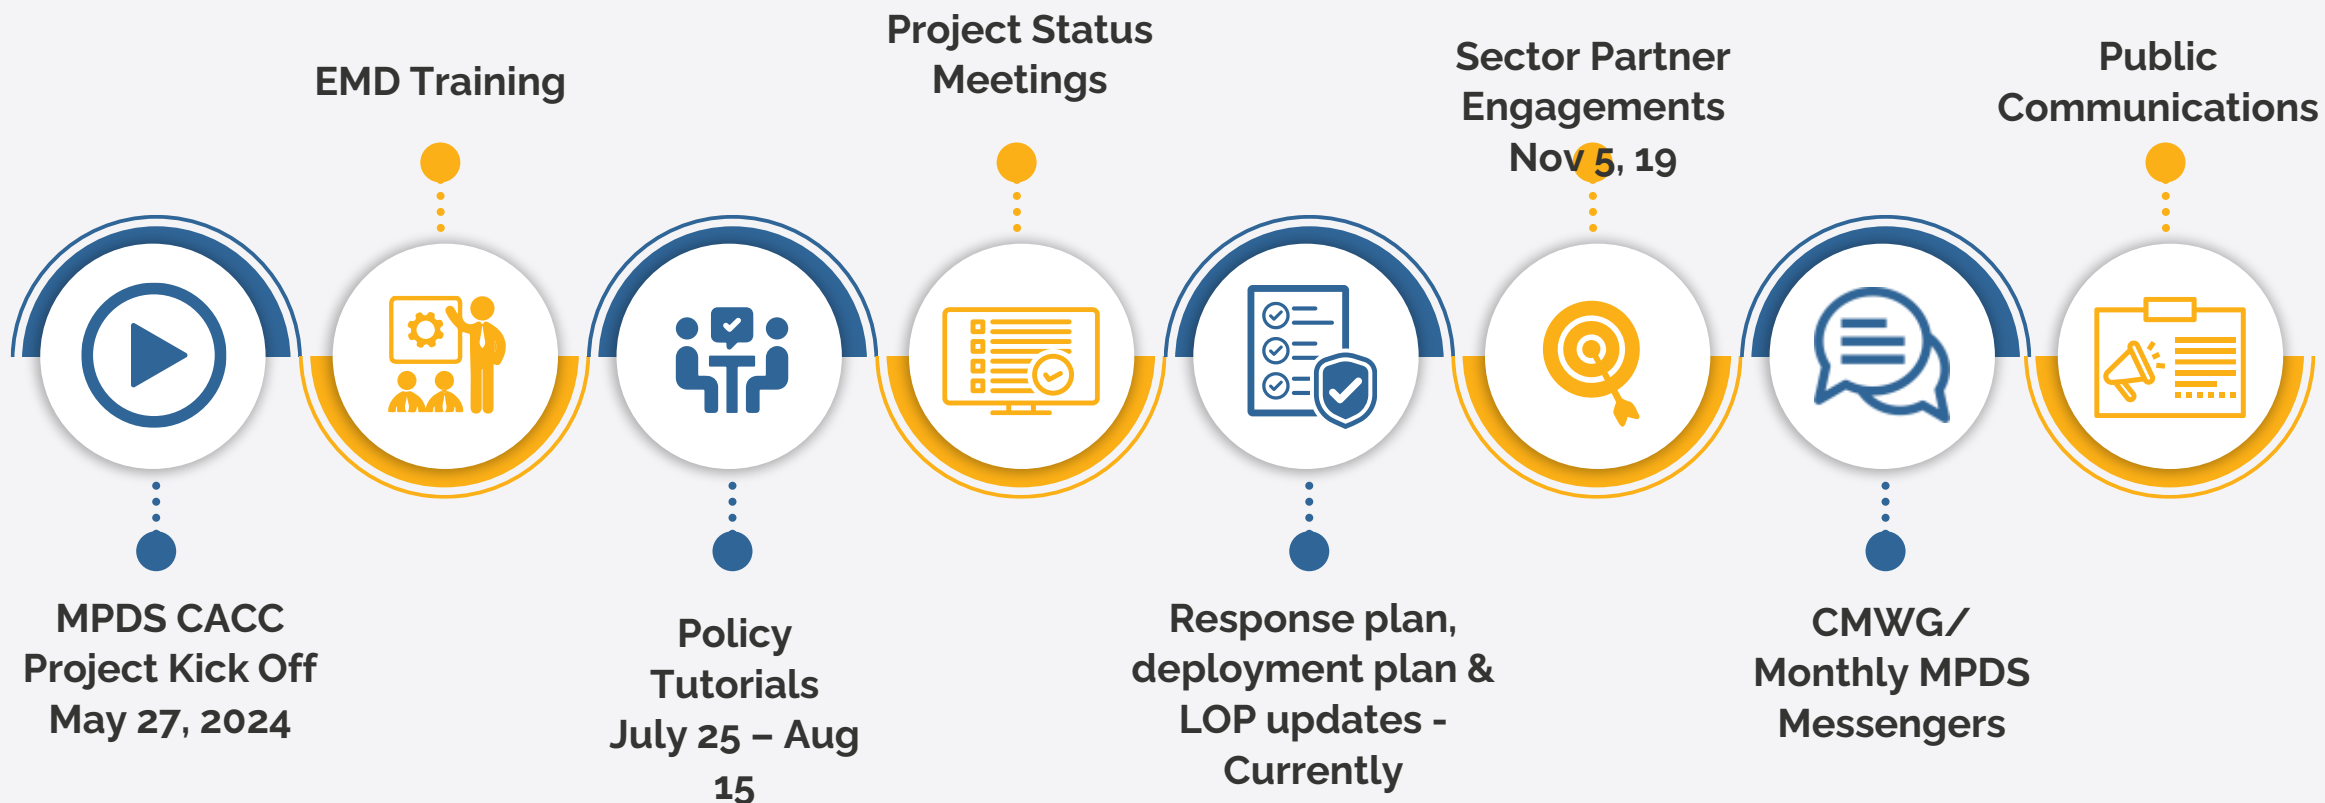 MPDS CACC
Project Kick Off
May 27, 2024
EMD Training
Policy
Tutorials
July 25 – Aug
15
Project Status
Meetings
Response plan,
deployment plan &
LOP updates -
Currently
Sector Partner
Engagements
Nov 5, 19
CMWG/
Monthly MPDS
Messengers
Public
Communications